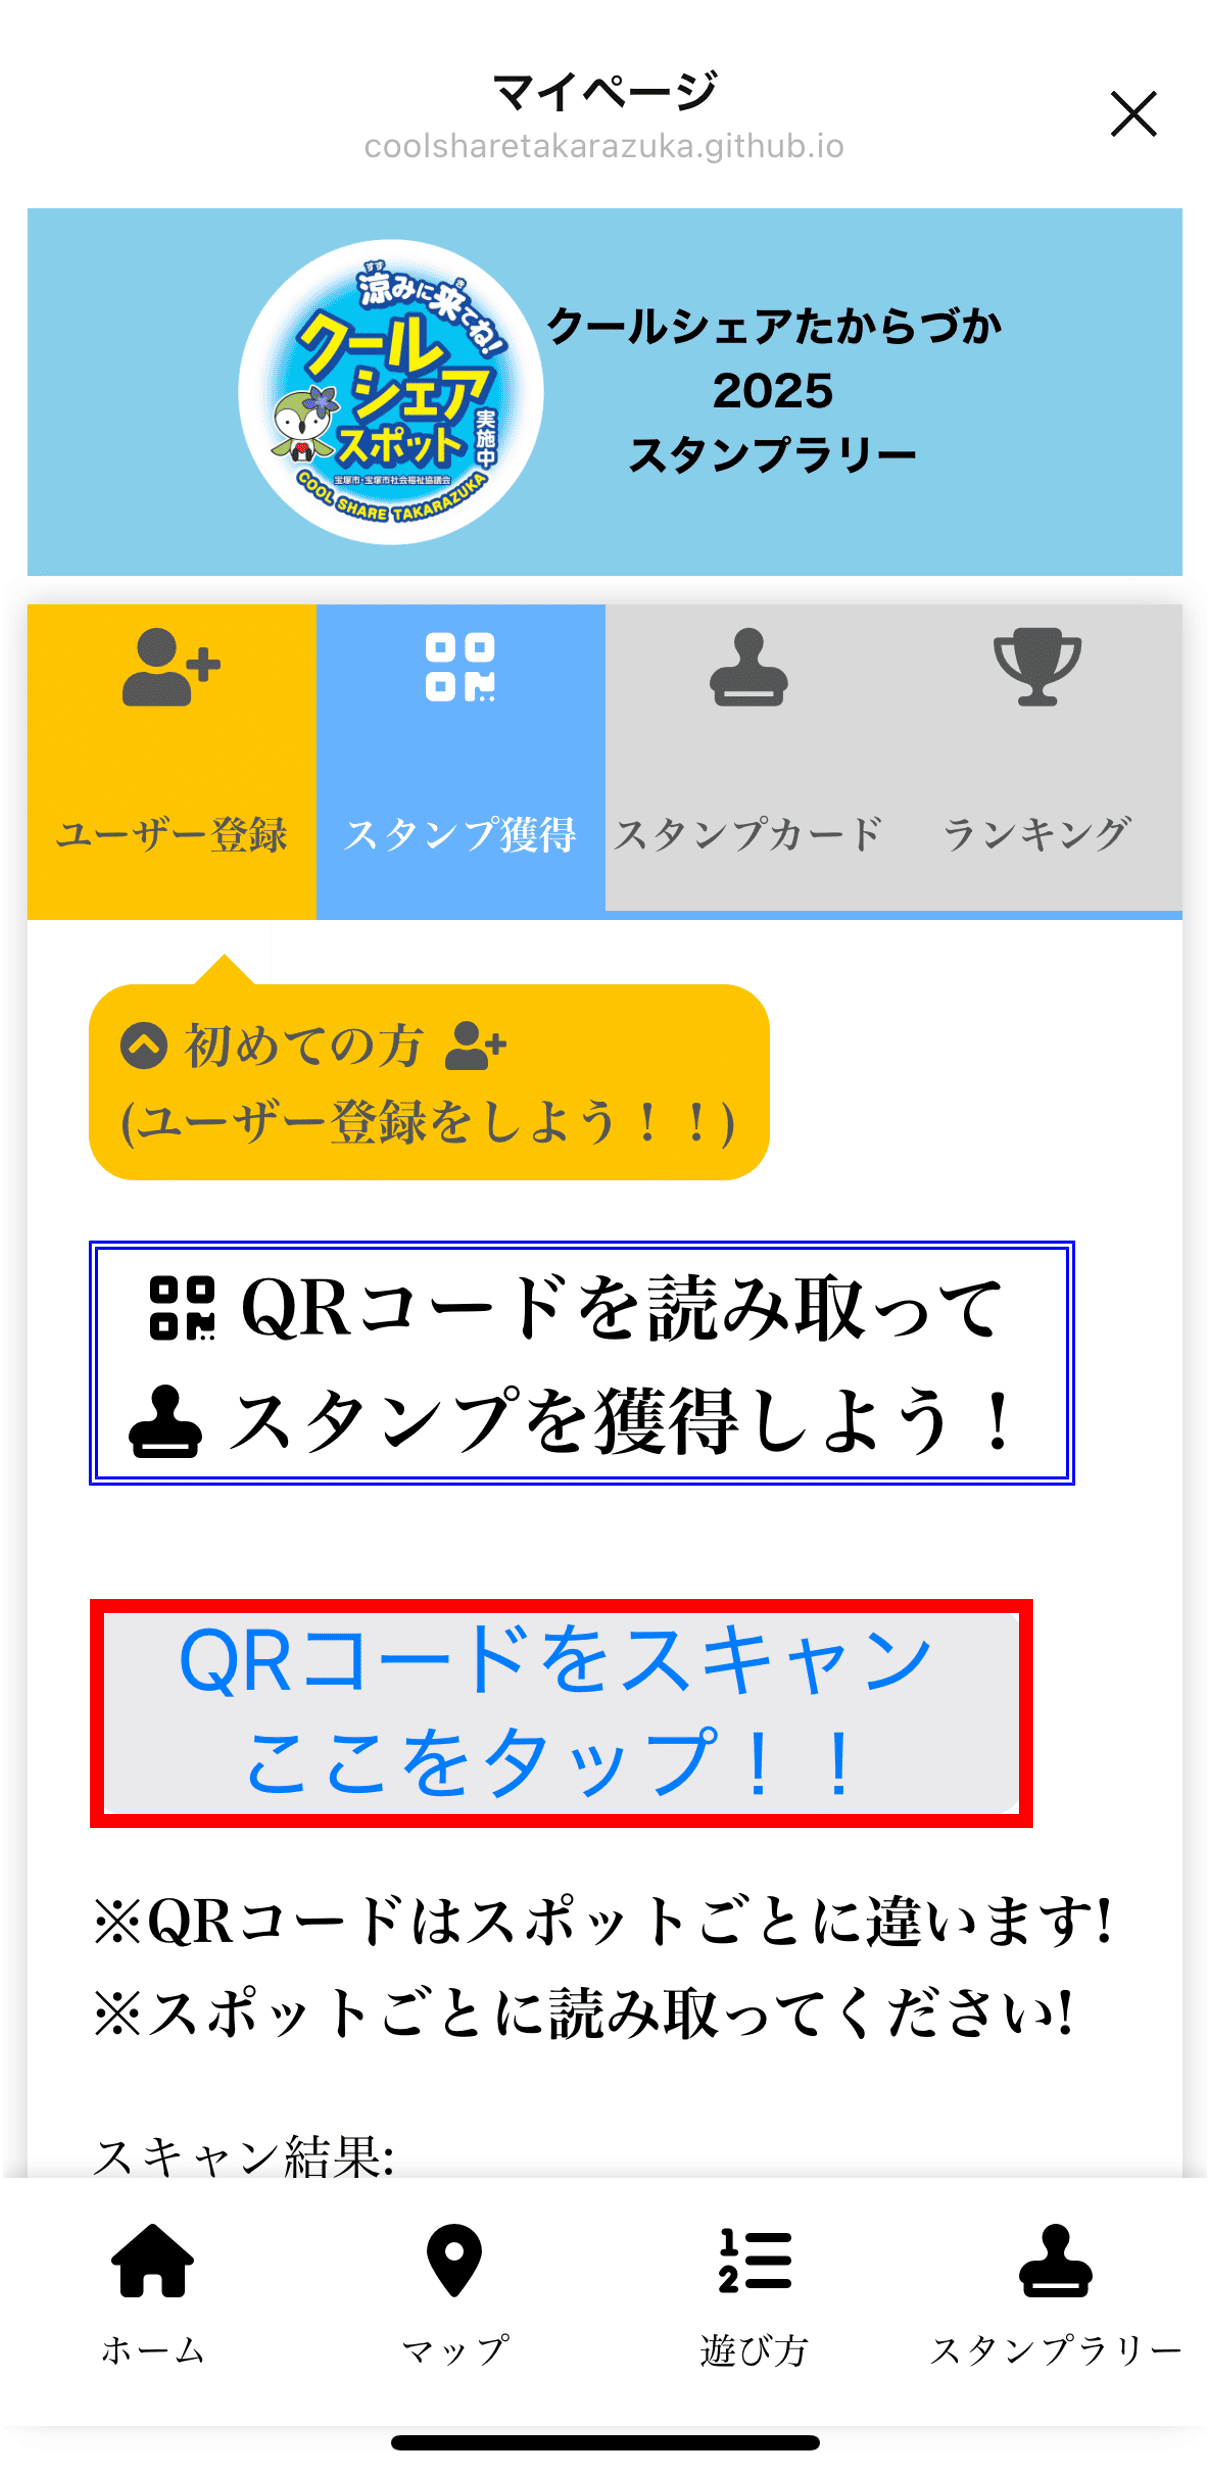 マイページ
coolsharetakarazuka.github.io
すず
涼みに来てね!
き
クール
シェア
スポット
実施中
宝塚市・宝塚市社会福祉協議会
COOL SHARE TAKARAZUKA
クールシェアたからづか
2025
スタンプラリー
ユーザー登録
スタンプ獲得
スタンプカード
ランキング
初めての方
(ユーザー登録をしよう！！)
QRコードを読み取って
スタンプを獲得しよう！
QRコードをスキャン
ここをタップ！！
※QRコードはスポットごとに違います!
※スポットごとに読み取ってください!
スキャン結果:
ホーム
マップ
遊び方
スタンプラリー